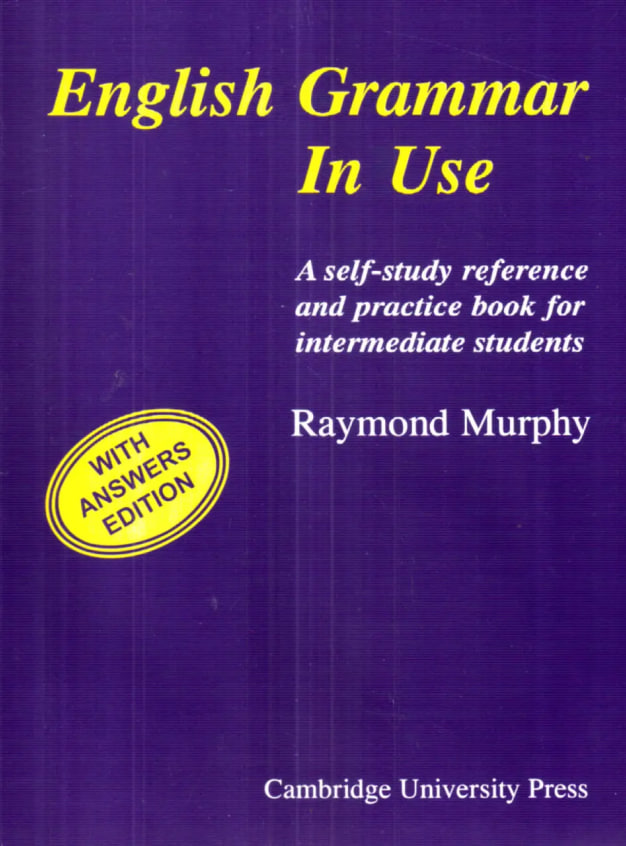 English Grammar
In Use
A self-study reference
and practice book for
intermediate students
Raymond Murphy
WITH
ANSWERS
EDITION
Cambridge University Press